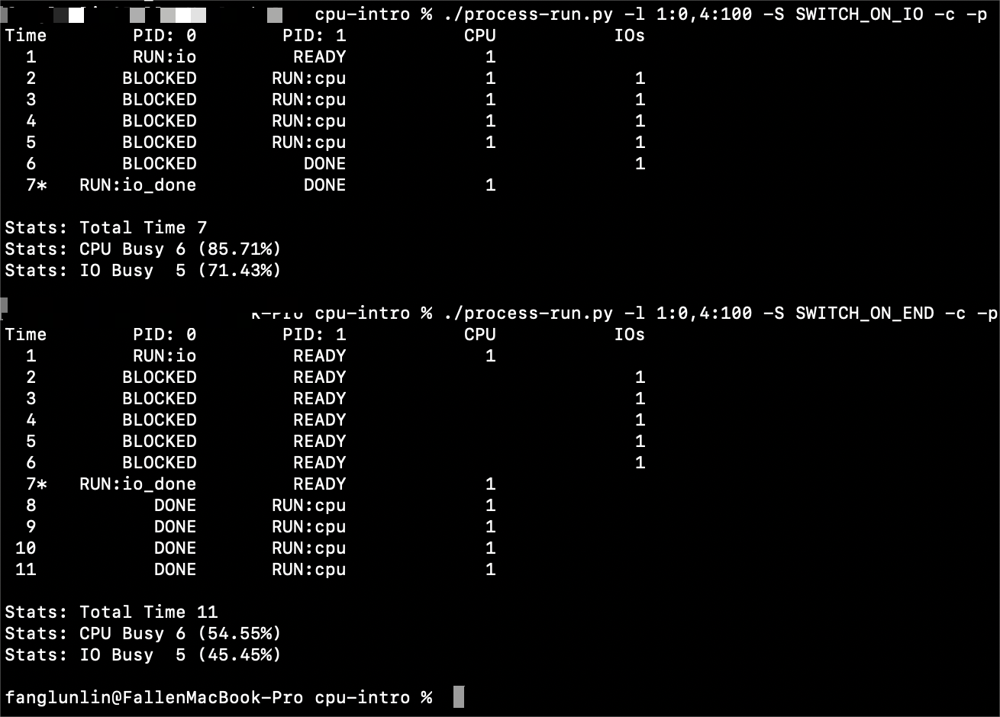 cpu-intro % ./process-run.py -l 1:0,4:100 -S SWITCH_ON_IO -c -p
Time PID: 0 PID: 1 CPU IOs
1 RUN:io READY 1
2 BLOCKED RUN:cpu 1 1
3 BLOCKED RUN:cpu 1 1
4 BLOCKED RUN:cpu 1 1
5 BLOCKED RUN:cpu 1 1
6 BLOCKED DONE 1
7* RUN:io_done DONE 1
Stats: Total Time 7
Stats: CPU Busy 6 (85.71%)
Stats: IO Busy 5 (71.43%)
cpu-intro % ./process-run.py -l 1:0,4:100 -S SWITCH_ON_END -c -p
Time PID: 0 PID: 1 CPU IOs
1 RUN:io READY 1
2 BLOCKED READY 1
3 BLOCKED READY 1
4 BLOCKED READY 1
5 BLOCKED READY 1
6 BLOCKED READY 1
7* RUN:io_done READY 1
8 DONE RUN:cpu 1
9 DONE RUN:cpu 1
10 DONE RUN:cpu 1
11 DONE RUN:cpu 1
Stats: Total Time 11
Stats: CPU Busy 6 (54.55%)
Stats: IO Busy 5 (45.45%)
fanglunlin@FallenMacBook-Pro cpu-intro %